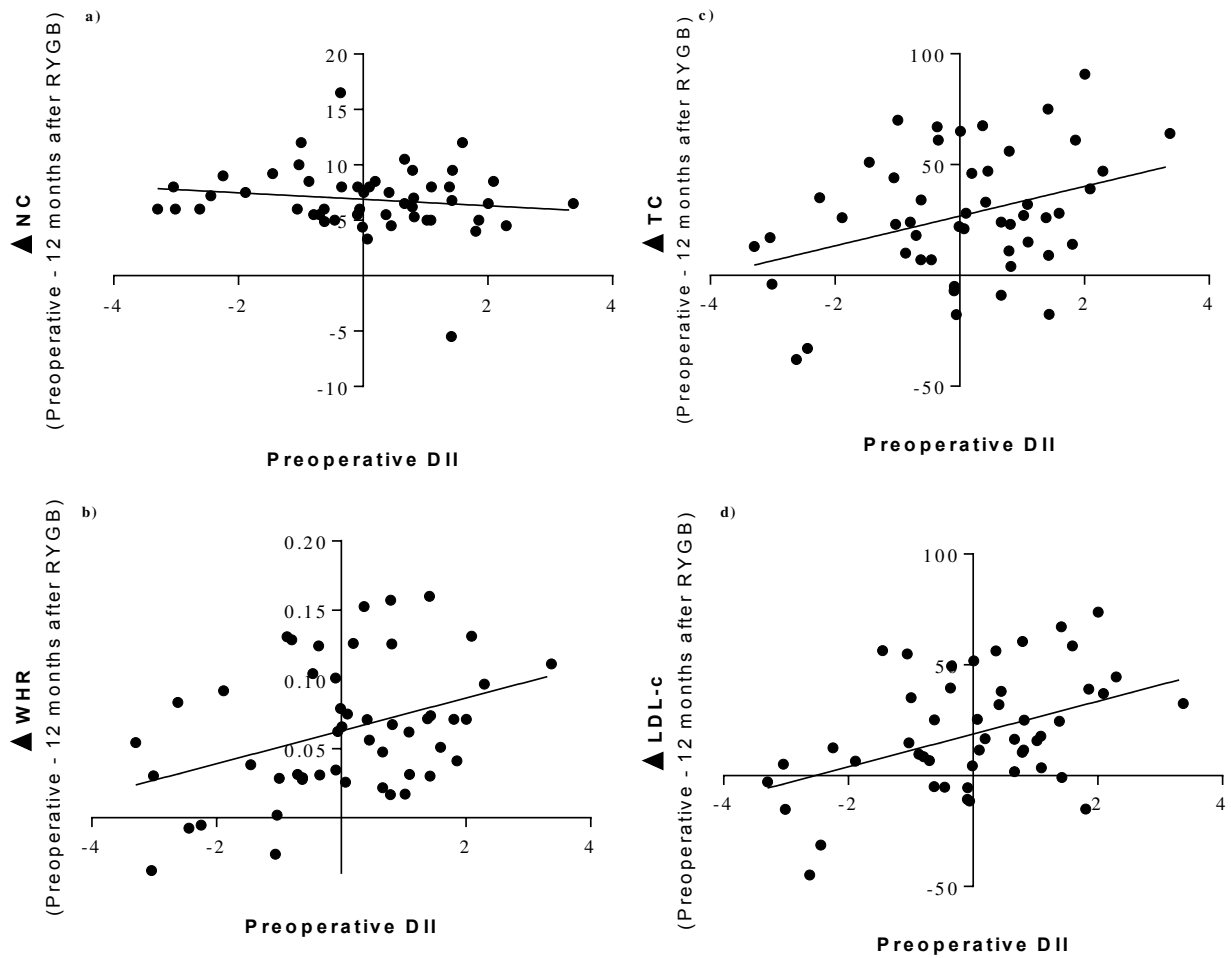 a)
▲ NC
(Preoperative - 12 months after RYGB)
20
15
10
5
-5
-10
-4
-2
2
4
Preoperative DII
c)
▲ TC
(Preoperative - 12 months after RYGB)
100
50
-50
-4
-2
2
4
Preoperative DII
b)
▲ WHR
(Preoperative - 12 months after RYGB)
0.20
0.15
0.10
0.05
-4
-2
2
4
Preoperative DII
d)
▲ LDL-c
(Preoperative - 12 months after RYGB)
100
50
-50
-4
-2
2
4
Preoperative DII